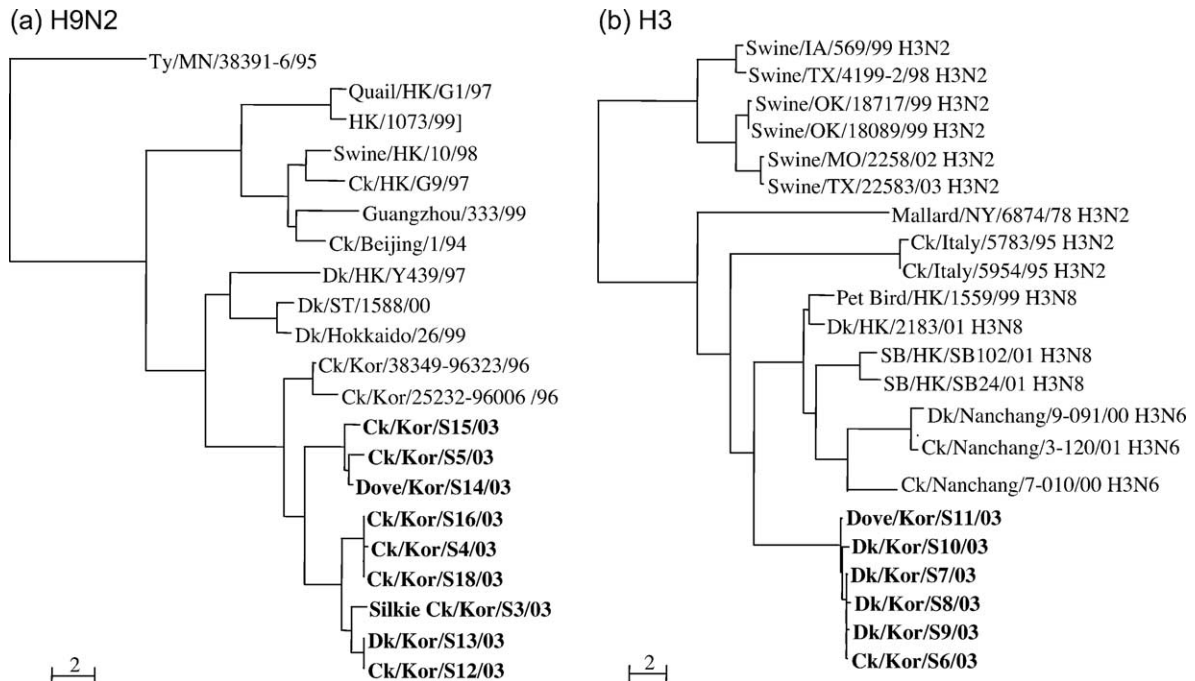 (a) H9N2
Ty/MN/38391-6/95
Quail/HK/G1/97
HK/1073/99]
Swine/HK/10/98
Ck/HK/G9/97
Guangzhou/333/99
Ck/Beijing/1/94
Dk/HK/Y439/97
Dk/ST/1588/00
Dk/Hokkaido/26/99
Ck/Kor/38349-96323/96
Ck/Kor/25232-96006 /96
Ck/Kor/S15/03
Ck/Kor/S5/03
Dove/Kor/S14/03
Ck/Kor/S16/03
Ck/Kor/S4/03
Ck/Kor/S18/03
Silkie Ck/Kor/S3/03
Dk/Kor/S13/03
Ck/Kor/S12/03
2
(b) H3
Swine/IA/569/99 H3N2
Swine/TX/4199-2/98 H3N2
Swine/OK/18717/99 H3N2
Swine/OK/18089/99 H3N2
Swine/MO/2258/02 H3N2
Swine/TX/22583/03 H3N2
Mallard/NY/6874/78 H3N2
Ck/Italy/5783/95 H3N2
Ck/Italy/5954/95 H3N2
Pet Bird/HK/1559/99 H3N8
Dk/HK/2183/01 H3N8
SB/HK/SB102/01 H3N8
SB/HK/SB24/01 H3N8
Dk/Nanchang/9-091/00 H3N6
Ck/Nanchang/3-120/01 H3N6
Ck/Nanchang/7-010/00 H3N6
Dove/Kor/S11/03
Dk/Kor/S10/03
Dk/Kor/S7/03
Dk/Kor/S8/03
Dk/Kor/S9/03
Ck/Kor/S6/03
2